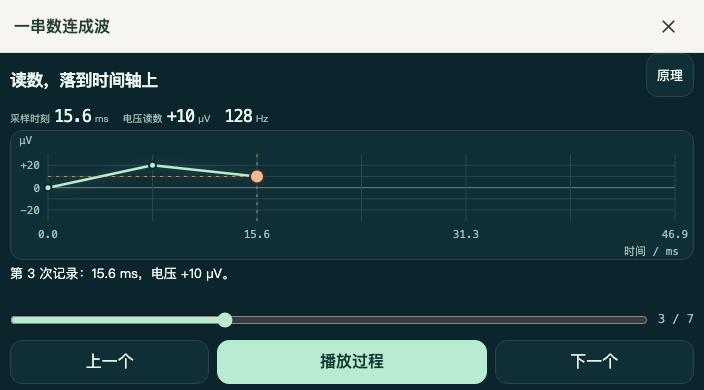 一串数连成波
读数，落到时间轴上
原理
采样时刻 15.6 ms 电压读数 +10 μV 128 Hz
μV
+20
0
−20
0.0 15.6 31.3 46.9
时间 / ms
第 3 次记录：15.6 ms，电压 +10 μV。
3 / 7
上一个 播放过程 下一个